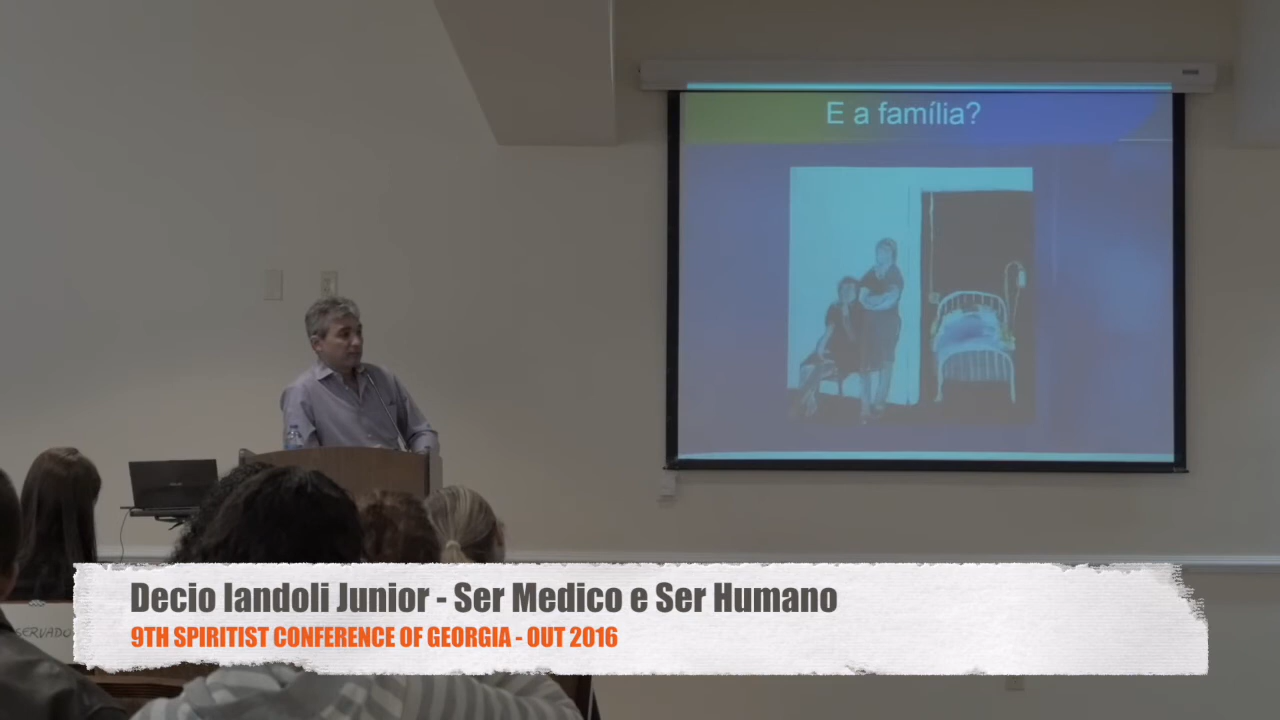 E a família?
Decio Iandoli Junior - Ser Medico e Ser Humano
9TH SPIRITIST CONFERENCE OF GEORGIA - OUT 2016